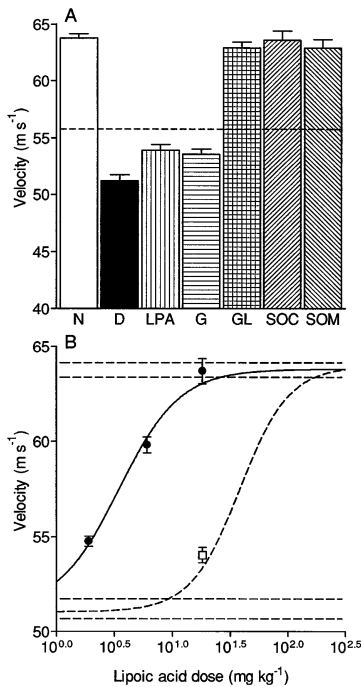 A
65
60
55
50
45
40
Velocity (m s⁻¹)
N D LPA G GL SOC SOM
B
65
60
55
50
Velocity (m s⁻¹)
10^0.0 10^0.5 10^1.0 10^1.5 10^2.0 10^2.5
Lipoic acid dose (mg kg⁻¹)